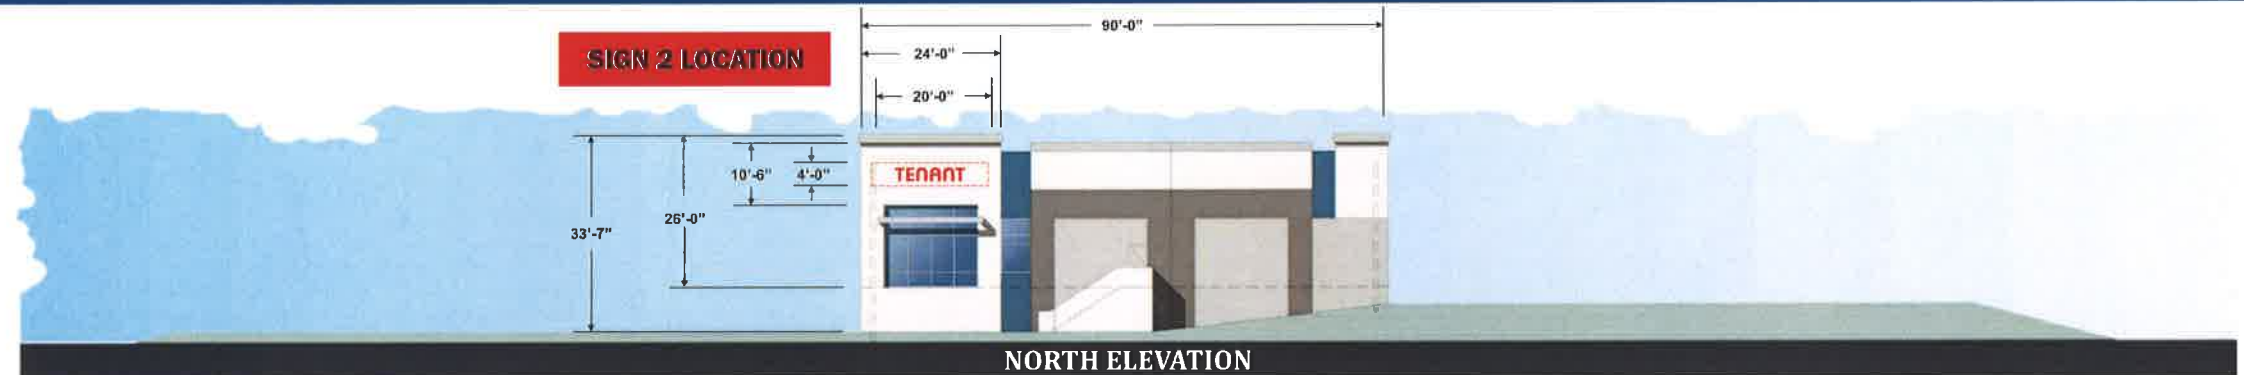 90'-0"
SIGN 2 LOCATION
24'-0"
20'-0"
10'-6"
4'-0"
TENANT
26'-0"
33'-7"
NORTH ELEVATION